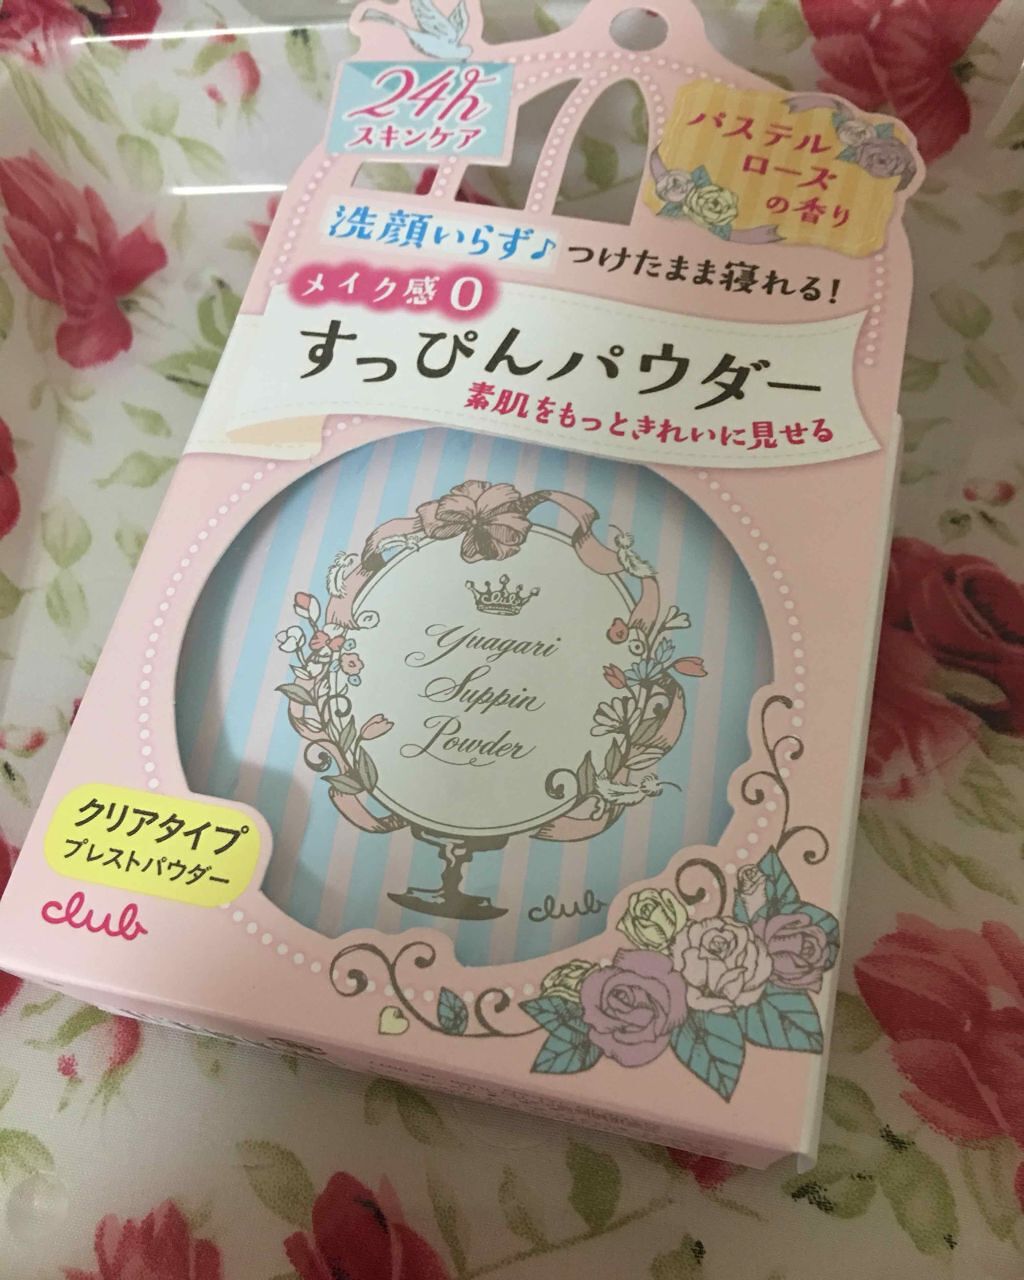 24h
スキンケア
パステル
ローズ
の香り
洗顔いらず♪つけたまま寝れる!
メイク感0
すっぴんパウダー
素肌をもっときれいに見せる
club
Yuagari
Suppin
Powder
club
クリアタイプ
プレストパウダー
club